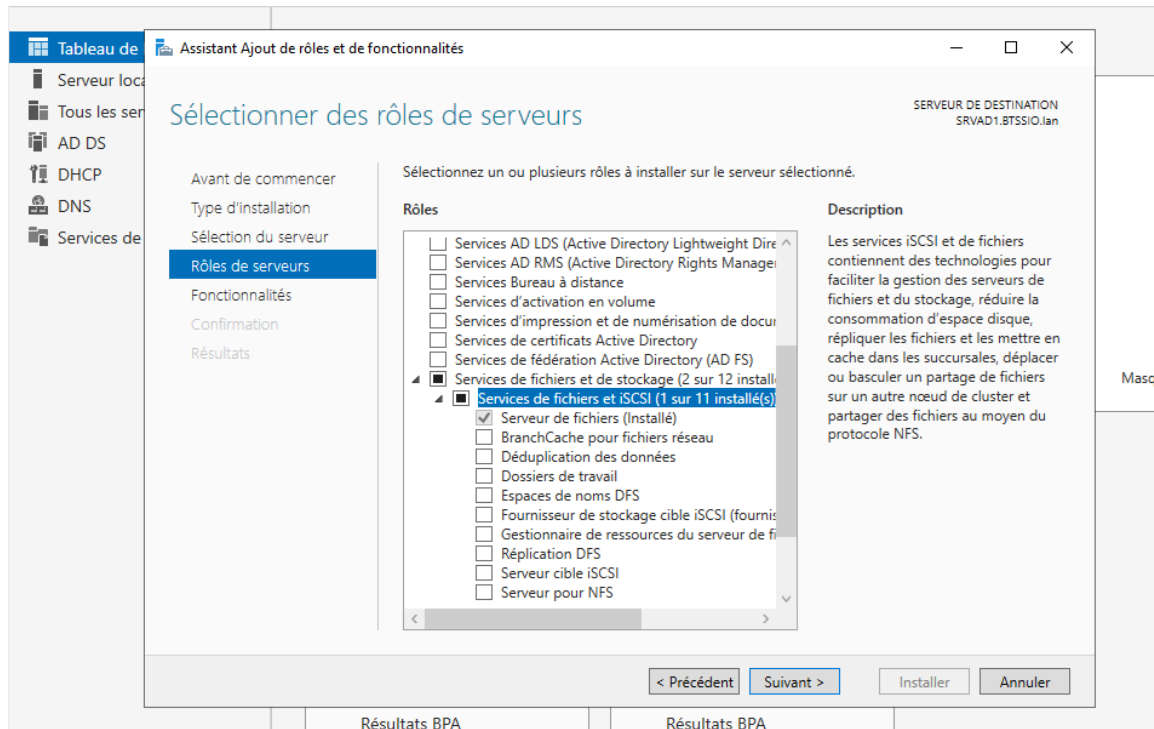 Tableau de
Serveur loca
Tous les ser
AD DS
DHCP
DNS
Services de
Assistant Ajout de rôles et de fonctionnalités
Sélectionner des rôles de serveurs
SERVEUR DE DESTINATION
SRVAD1.BTSSIO.lan
Avant de commencer
Type d'installation
Sélection du serveur
Rôles de serveurs
Fonctionnalités
Confirmation
Résultats
Sélectionnez un ou plusieurs rôles à installer sur le serveur sélectionné.
Rôles
Services AD LDS (Active Directory Lightweight Dire
Services AD RMS (Active Directory Rights Manage
Services Bureau à distance
Services d'activation en volume
Services d'impression et de numérisation de docu
Services de certificats Active Directory
Services de fédération Active Directory (AD FS)
Services de fichiers et de stockage (2 sur 12 install
Services de fichiers et iSCSI (1 sur 11 installé(s)
Serveur de fichiers (Installé)
BranchCache pour fichiers réseau
Déduplication des données
Dossiers de travail
Espaces de noms DFS
Fournisseur de stockage cible iSCSI (fournis
Gestionnaire de ressources du serveur de fi
Réplication DFS
Serveur cible iSCSI
Serveur pour NFS
Description
Les services iSCSI et de fichiers
contiennent des technologies pour
faciliter la gestion des serveurs de
fichiers et du stockage, réduire la
consommation d'espace disque,
répliquer les fichiers et les mettre en
cache dans les succursales, déplacer
ou basculer un partage de fichiers
sur un autre nœud de cluster et
partager des fichiers au moyen du
protocole NFS.
Masq
< Précédent
Suivant >
Installer
Annuler
Résultats BPA
Résultats BPA